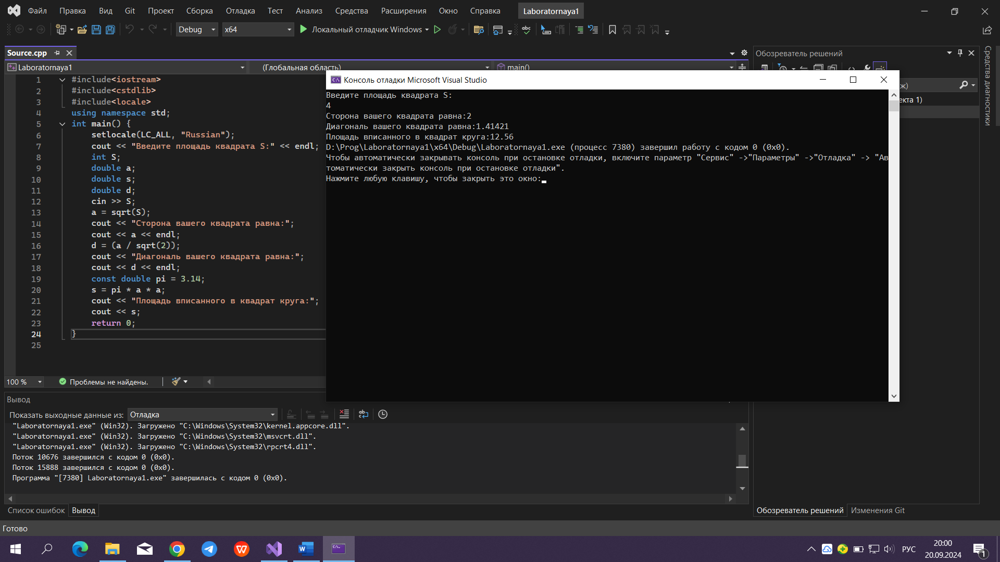 Файл Правка Вид Git Проект Сборка Отладка Тест Анализ Средства Расширения Окно Справка Laboratornaya1
Debug x64 Локальный отладчик Windows
Source.cpp
Обозреватель решений
Средства диагностики
Laboratornaya1 (Глобальная область) main()
1 #include<iostream>
2 #include<cstdlib>
3 #include<locale>
4 using namespace std;
5 int main() {
6 setlocale(LC_ALL, "Russian");
7 cout << "Введите площадь квадрата S:" << endl;
8 int S;
9 double a;
10 double s;
11 double d;
12 cin >> S;
13 a = sqrt(S);
14 cout << "Сторона вашего квадрата равна:";
15 cout << a << endl;
16 d = (a / sqrt(2));
17 cout << "Диагональ вашего квадрата равна:";
18 cout << d << endl;
19 const double pi = 3.14;
20 s = pi * a * a;
21 cout << "Площадь вписанного в квадрат круга:";
22 cout << s;
23 return 0;
24 }
25
Консоль отладки Microsoft Visual Studio
Введите площадь квадрата S:
4
Сторона вашего квадрата равна:2
Диагональ вашего квадрата равна:1.41421
Площадь вписанного в квадрат круга:12.56
D:\Prog\Laboratornaya1\x64\Debug\Laboratornaya1.exe (процесс 7380) завершил работу с кодом 0 (0x0).
Чтобы автоматически закрывать консоль при остановке отладки, включите параметр "Сервис" ->"Параметры" ->"Отладка" -> "Ав
томатически закрыть консоль при остановке отладки".
Нажмите любую клавишу, чтобы закрыть это окно:
ж)
екта 1)
100 % Проблемы не найдены.
Вывод
Показать выходные данные из: Отладка
"Laboratornaya1.exe" (Win32). Загружено "C:\Windows\System32\kernel.appcore.dll".
"Laboratornaya1.exe" (Win32). Загружено "C:\Windows\System32\msvcrt.dll".
"Laboratornaya1.exe" (Win32). Загружено "C:\Windows\System32\rpcrt4.dll".
Поток 10676 завершился с кодом 0 (0x0).
Поток 15888 завершился с кодом 0 (0x0).
Программа "[7380] Laboratornaya1.exe" завершилась с кодом 0 (0x0).
Список ошибок Вывод
Обозреватель решений Изменения Git
Готово
РУС
20:00
20.09.2024
1